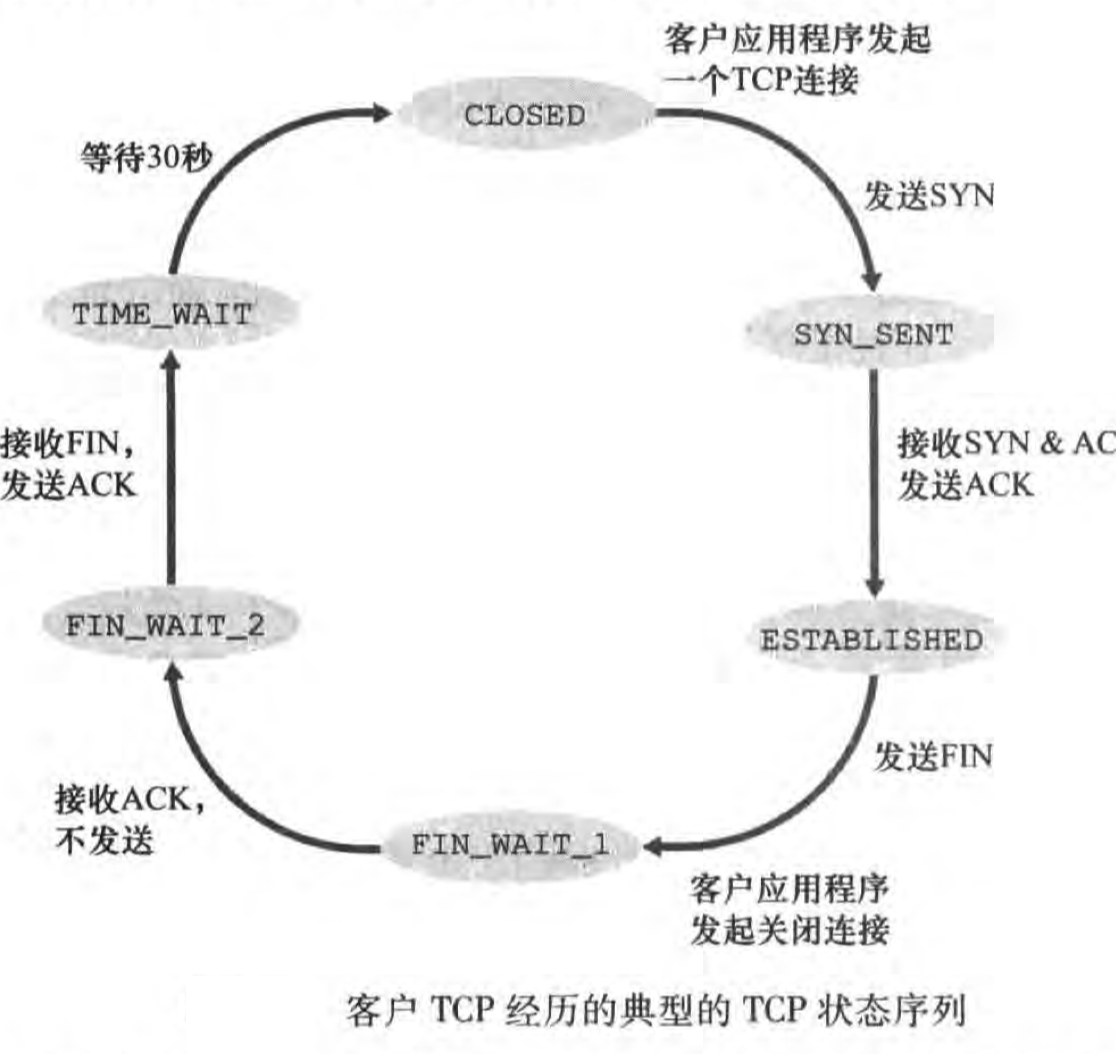 客户应用程序发起
一个TCP连接
CLOSED
等待30秒
发送SYN
TIME_WAIT
SYN_SENT
接收FIN,
发送ACK
接收SYN & AC
发送ACK
FIN_WAIT_2
ESTABLISHED
发送FIN
接收ACK,
不发送
FIN_WAIT_1
客户应用程序
发起关闭连接
客户 TCP 经历的典型的 TCP 状态序列